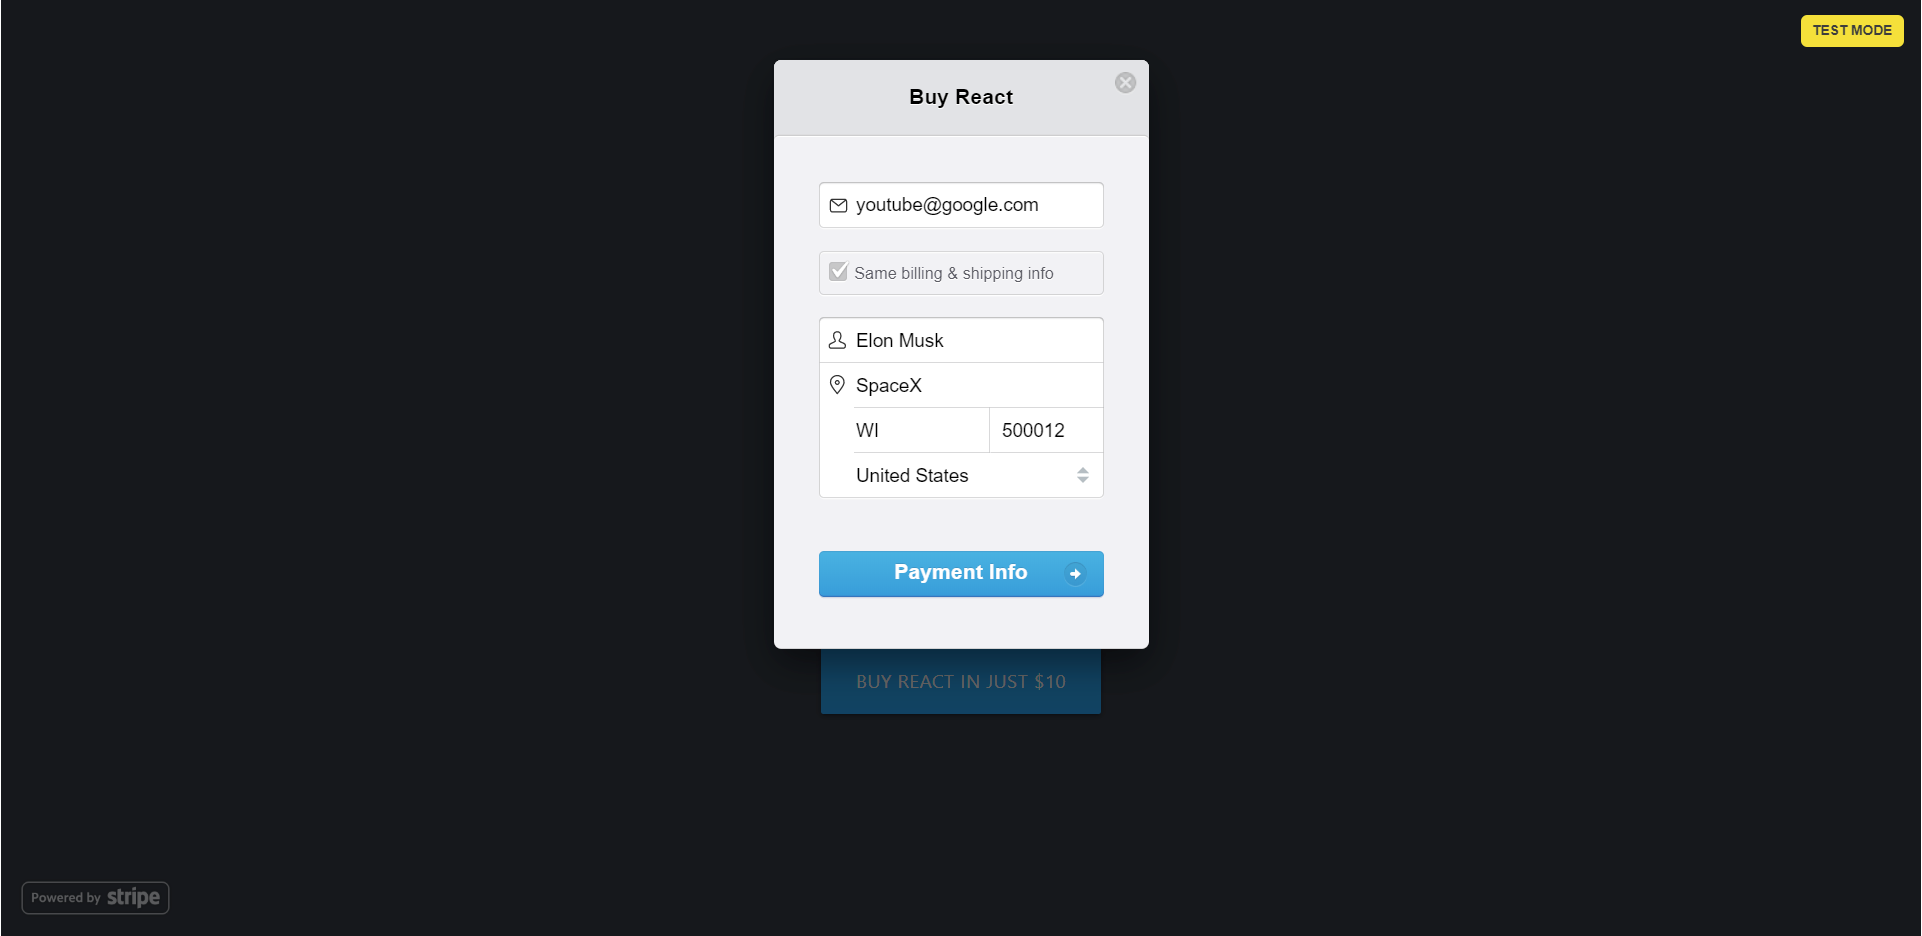 TEST MODE
Buy React
youtube@google.com
Same billing & shipping info
Elon Musk
SpaceX
WI 500012
United States
Payment Info
BUY REACT IN JUST $10
Powered by stripe